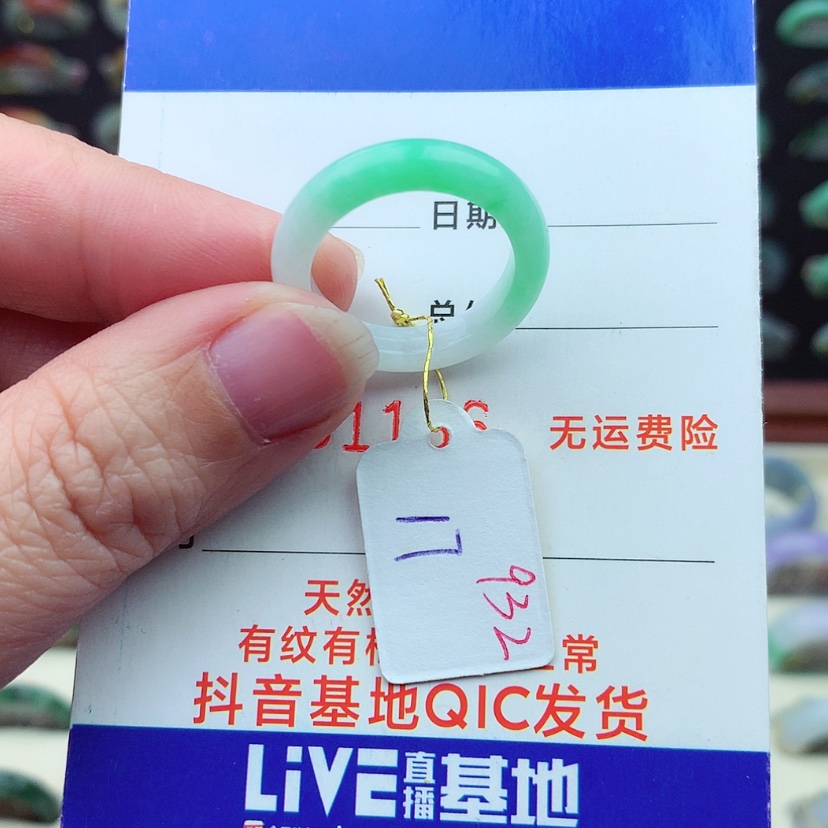 日期
总
无运费险
17
932
天然
有纹有 常
抖音基地QIC发货
LiVE直播基地